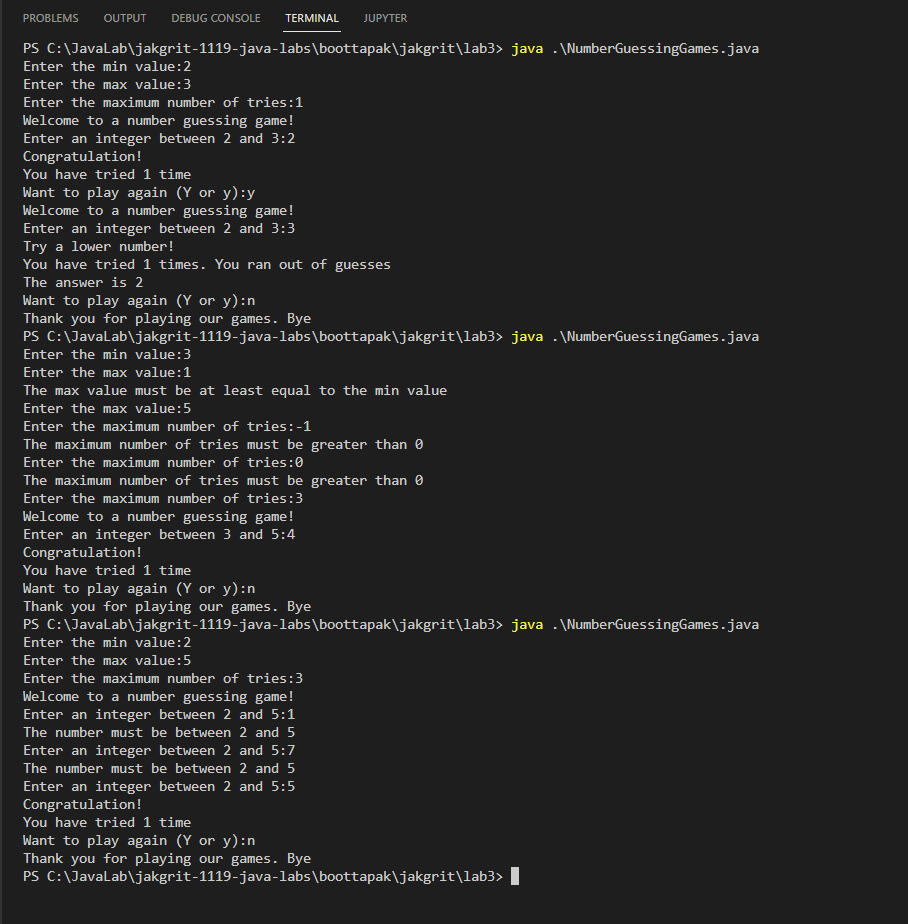 PROBLEMS OUTPUT DEBUG CONSOLE TERMINAL JUPYTER
PS C:\JavaLab\jakgrit-1119-java-labs\boottapak\jakgrit\lab3> java .\NumberGuessingGames.java
Enter the min value:2
Enter the max value:3
Enter the maximum number of tries:1
Welcome to a number guessing game!
Enter an integer between 2 and 3:2
Congratulation!
You have tried 1 time
Want to play again (Y or y):y
Welcome to a number guessing game!
Enter an integer between 2 and 3:3
Try a lower number!
You have tried 1 times. You ran out of guesses
The answer is 2
Want to play again (Y or y):n
Thank you for playing our games. Bye
PS C:\JavaLab\jakgrit-1119-java-labs\boottapak\jakgrit\lab3> java .\NumberGuessingGames.java
Enter the min value:3
Enter the max value:1
The max value must be at least equal to the min value
Enter the max value:5
Enter the maximum number of tries:-1
The maximum number of tries must be greater than 0
Enter the maximum number of tries:0
The maximum number of tries must be greater than 0
Enter the maximum number of tries:3
Welcome to a number guessing game!
Enter an integer between 3 and 5:4
Congratulation!
You have tried 1 time
Want to play again (Y or y):n
Thank you for playing our games. Bye
PS C:\JavaLab\jakgrit-1119-java-labs\boottapak\jakgrit\lab3> java .\NumberGuessingGames.java
Enter the min value:2
Enter the max value:5
Enter the maximum number of tries:3
Welcome to a number guessing game!
Enter an integer between 2 and 5:1
The number must be between 2 and 5
Enter an integer between 2 and 5:7
The number must be between 2 and 5
Enter an integer between 2 and 5:5
Congratulation!
You have tried 1 time
Want to play again (Y or y):n
Thank you for playing our games. Bye
PS C:\JavaLab\jakgrit-1119-java-labs\boottapak\jakgrit\lab3>